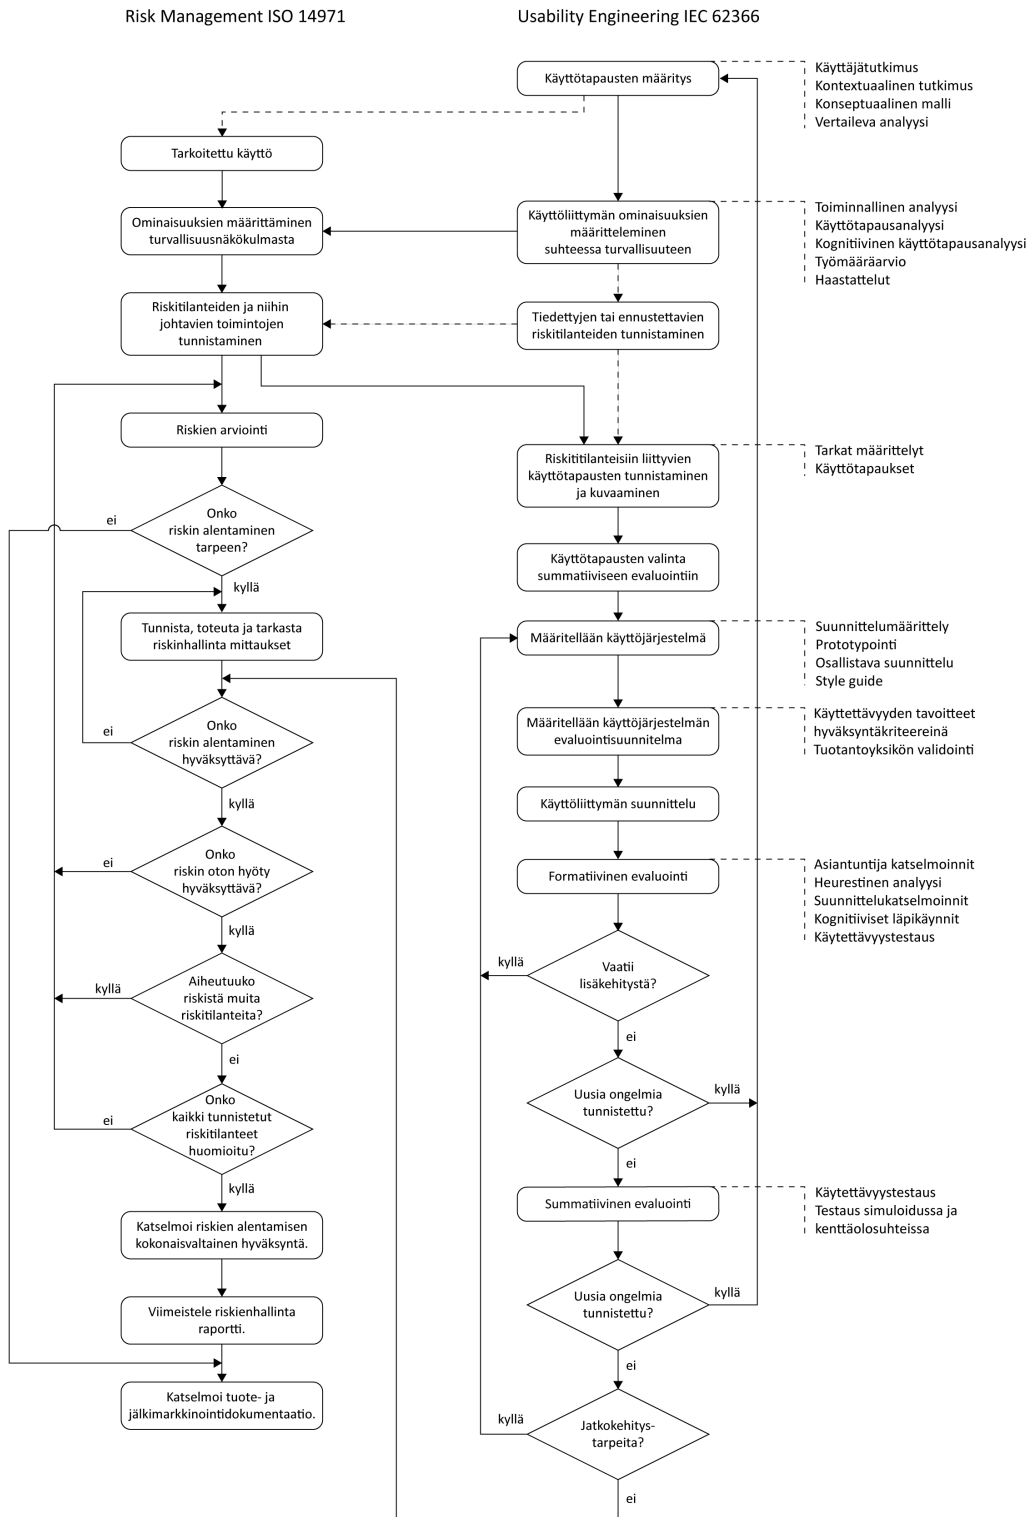 Risk Management ISO 14971
Tarkoitettu käyttö
Ominaisuuksien määrittäminen
turvallisuusnäkökulmasta
Riskitilanteiden ja niihin
johtavien toimintojen
tunnistaminen
Riskien arviointi
Onko
riskin alentaminen
tarpeen?
ei
kyllä
Tunnista, toteuta ja tarkasta
riskinhallinta mittaukset
Onko
riskin alentaminen
hyväksyttävä?
ei
kyllä
Onko
riskin oton hyöty
hyväksyttävä?
ei
kyllä
Aiheutuuko
riskistä muita
riskitilanteita?
kyllä
ei
Onko
kaikki tunnistetut
riskitilanteet
huomioitu?
ei
kyllä
Katselmoi riskien alentamisen
kokonaisvaltainen hyväksyntä.
Viimeistele riskienhallinta
raportti.
Katselmoi tuote- ja
jälkimarkkinointidokumentaatio.
Usability Engineering IEC 62366
Käyttötapausten määritys
Käyttäjätutkimus
Kontextuaalinen tutkimus
Konseptuaalinen malli
Vertaileva analyysi
Käyttöliittymän ominaisuuksien
määritteleminen
suhteessa turvallisuuteen
Toiminnallinen analyysi
Käyttötapausanalyysi
Kognitiivinen käyttötapausanalyysi
Työmääräarvio
Haastattelut
Tiedettyjen tai ennustettavien
riskitilanteiden tunnistaminen
Riskititilanteisiin liittyvien
käyttötapausten tunnistaminen
ja kuvaaminen
Tarkat määrittelyt
Käyttötapaukset
Käyttötapausten valinta
summatiiviseen evaluointiin
Määritellään käyttöjärjestelmä
Suunnittelumäärittely
Prototypointi
Osallistava suunnittelu
Style guide
Määritellään käyttöjärjestelmän
evaluointisuunnitelma
Käyttettävyyden tavoitteet
hyväksyntäkriteereinä
Tuotantoyksikön validointi
Käyttöliittymän suunnittelu
Formatiivinen evaluointi
Asiantuntija katselmoinnit
Heurestinen analyysi
Suunnittelukatselmoinnit
Kognitiiviset läpikäynnit
Käytettävyystestaus
Vaatii
lisäkehitystä?
kyllä
ei
Uusia ongelmia
tunnistettu?
kyllä
ei
Summatiivinen evaluointi
Käytettävyystestaus
Testaus simuloidussa ja
kenttäolosuhteissa
Uusia ongelmia
tunnistettu?
kyllä
ei
Jatkokehitys-
tarpeita?
kyllä
ei